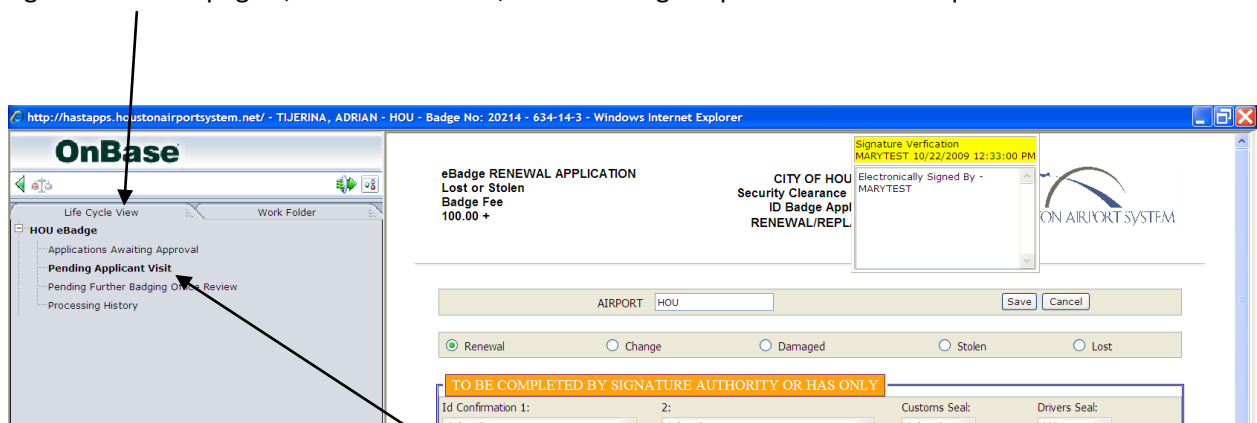 http://hastapps.houstonairportsystem.net/ - TIJERINA, ADRIAN - HOU - Badge No: 20214 - 634-14-3 - Windows Internet Explorer
OnBase
Life Cycle View
Work Folder
HOU eBadge
Applications Awaiting Approval
Pending Applicant Visit
Pending Further Badging Office Review
Processing History
eBadge RENEWAL APPLICATION
Lost or Stolen
Badge Fee
100.00 +
CITY OF HOU
Security Clearance
ID Badge Appl
RENEWAL/REPL
Signature Verfication
MARYTEST 10/22/2009 12:33:00 PM
Electronically Signed By -
MARYTEST
ON AIRPORT SYSTEM
AIRPORT HOU Save Cancel
Renewal Change Damaged Stolen Lost
TO BE COMPLETED BY SIGNATURE AUTHORITY OR HAS ONLY
Id Confirmation 1: 2: Customs Seal: Drivers Seal: